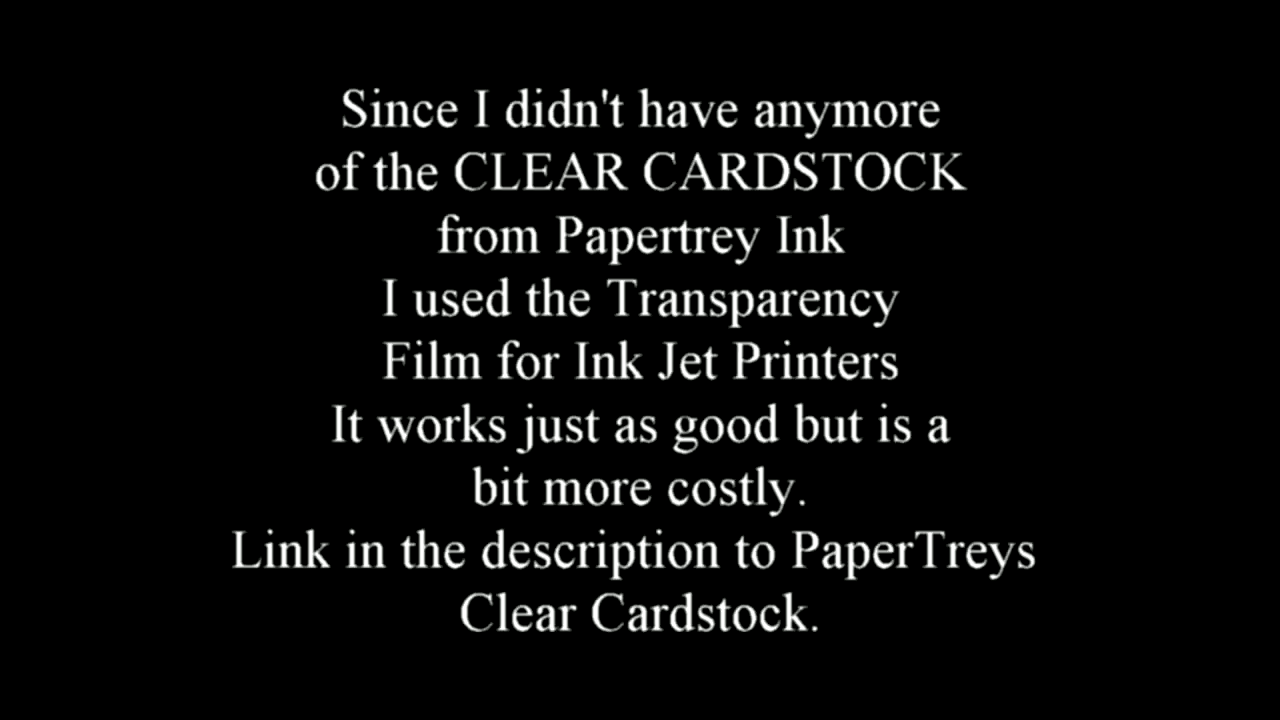 Since I didn't have anymore
of the CLEAR CARDSTOCK
from Papertrey Ink
I used the Transparency
Film for Ink Jet Printers
It works just as good but is a
bit more costly.
Link in the description to PaperTreys
Clear Cardstock.